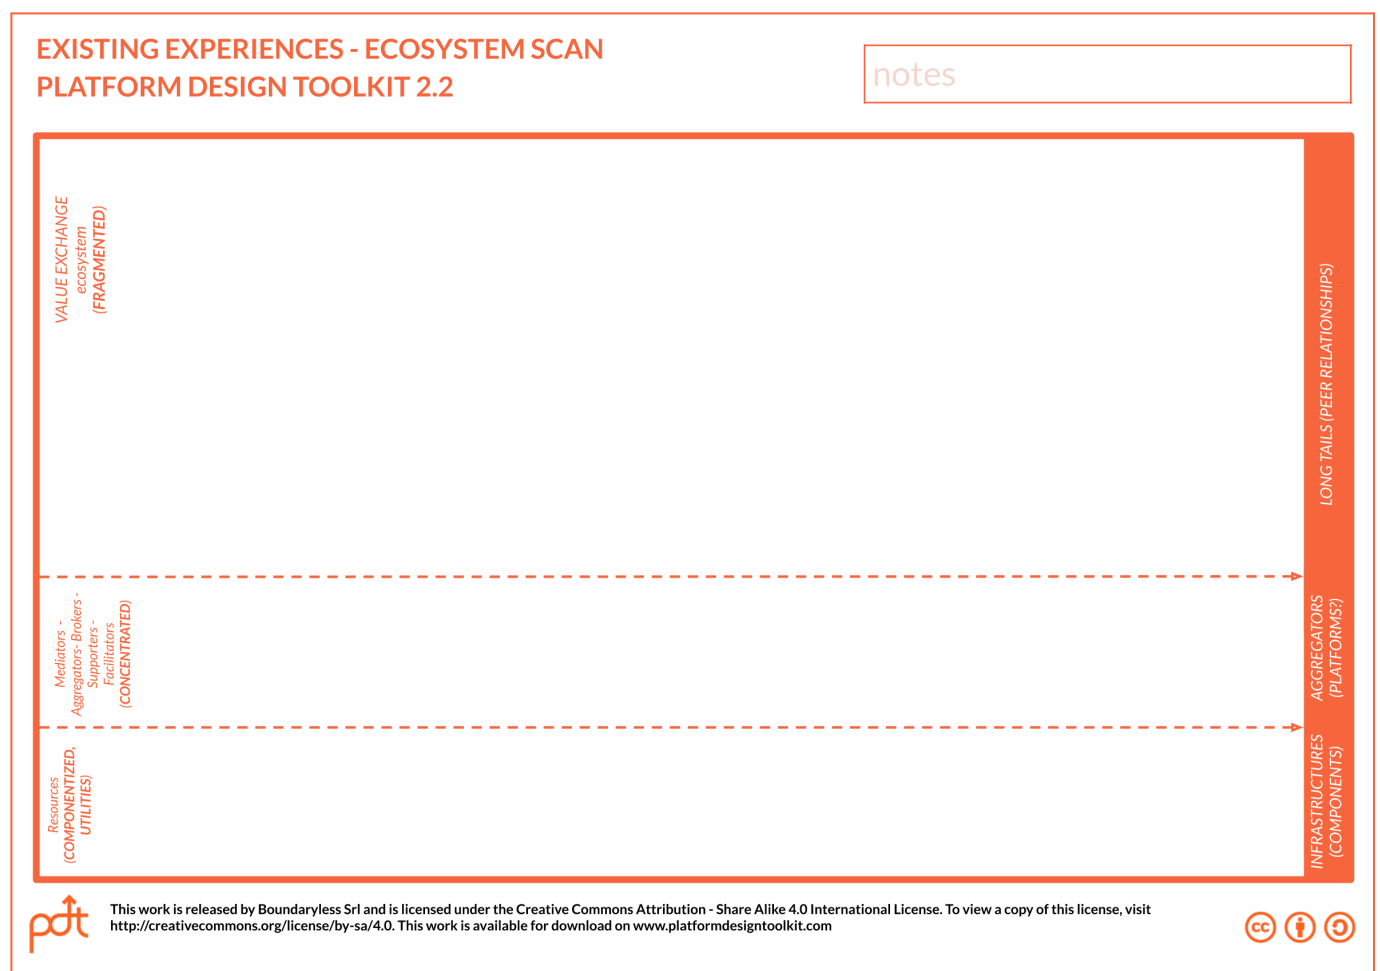 EXISTING EXPERIENCES - ECOSYSTEM SCAN
PLATFORM DESIGN TOOLKIT 2.2
notes
VALUE EXCHANGE
ecosystem
(FRAGMENTED)
LONG TAILS (PEER RELATIONSHIPS)
Mediators -
Aggregators- Brokers -
Supporters -
Facilitators
(CONCENTRATED)
AGGREGATORS
(PLATFORMS?)
Resources
(COMPONENTIZED,
UTILITIES)
INFRASTRUCTURES
(COMPONENTS)
pdt
This work is released by Boundaryless Srl and is licensed under the Creative Commons Attribution - Share Alike 4.0 International License. To view a copy of this license, visit
http://creativecommons.org/license/by-sa/4.0. This work is available for download on www.platformdesigntoolkit.com
cc